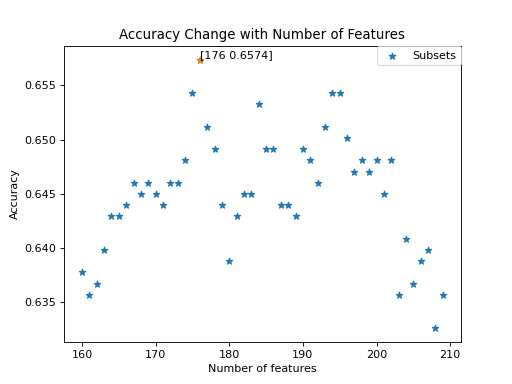 Accuracy Change with Number of Features
[176 0.6574]
Subsets
0.655
0.650
0.645
0.640
0.635
Accuracy
160 170 180 190 200 210
Number of features